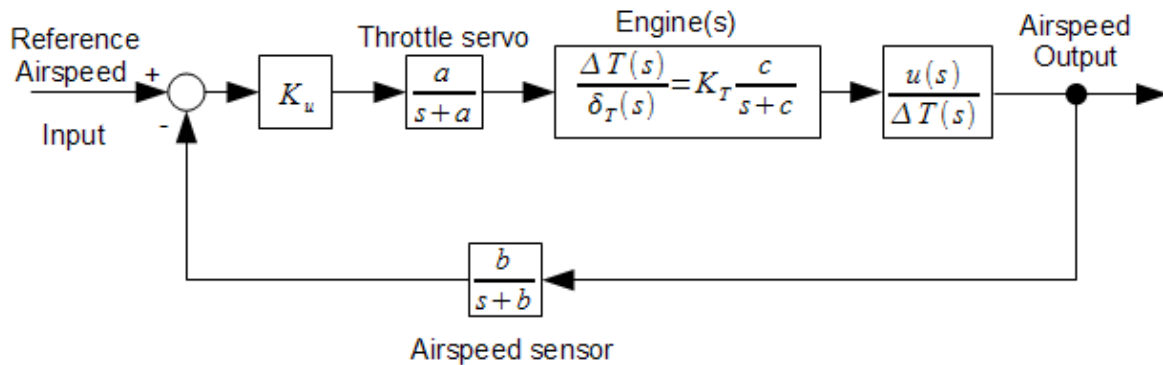 Reference
Airspeed
Input
+
-
K_u
Throttle servo
a
s+a
Engine(s)
ΔT(s)
δ_T(s)
=K_T
c
s+c
u(s)
ΔT(s)
Airspeed
Output
b
s+b
Airspeed sensor